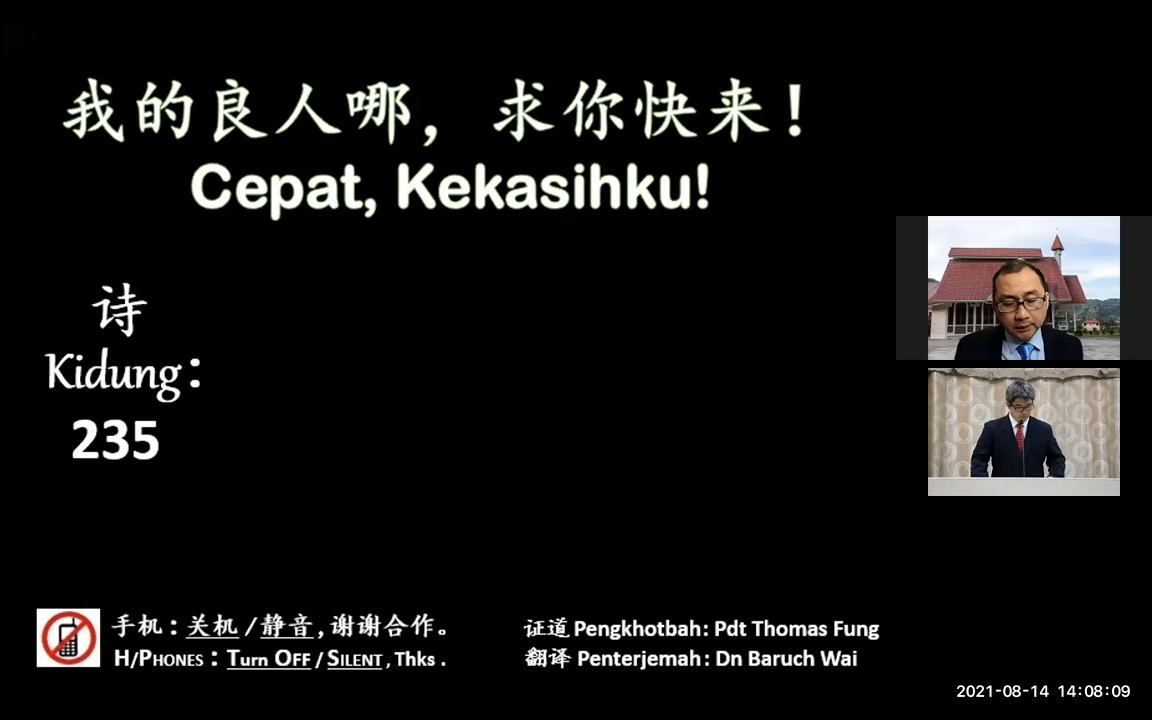 我的良人哪，求你快来！
Cepat, Kekasihku!
诗
Kidung：
235
手机：关机 / 静音，谢谢合作。
H/PHONES：Turn OFF / SILENT , Thks .
证道 Pengkhotbah: Pdt Thomas Fung
翻译 Penterjemah: Dn Baruch Wai
2021-08-14 14:08:09